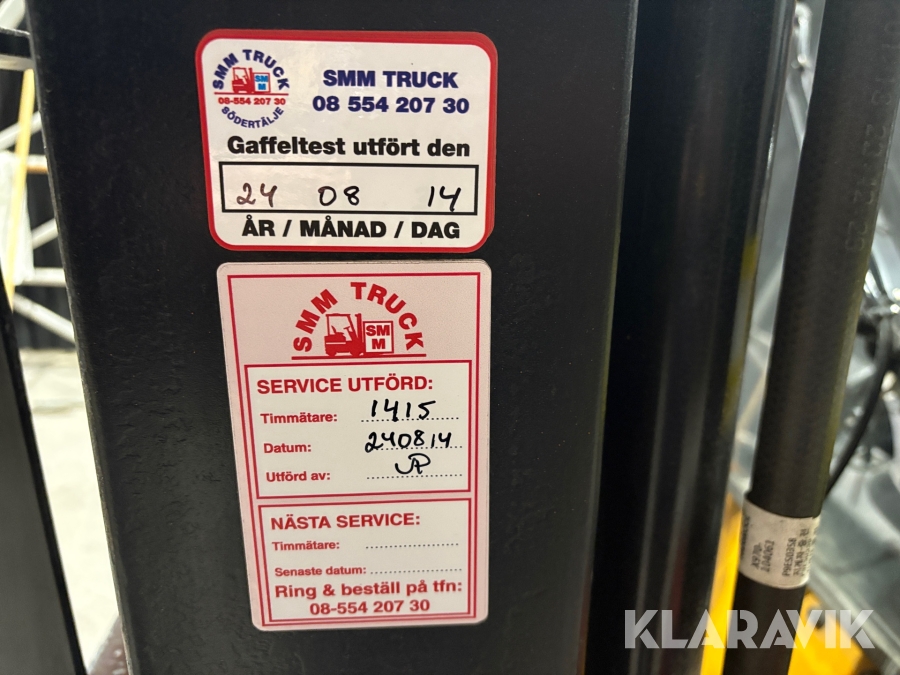 SMM TRUCK
SMM
08-554 207 30
SÖDERTÄLJE
SMM TRUCK
08 554 207 30
Gaffeltest utfört den
24 08 14
ÅR / MÅNAD / DAG
SMM TRUCK
SM
M
SERVICE UTFÖRD:
Timmätare: 1415
Datum: 240814
Utförd av:
NÄSTA SERVICE:
Timmätare:
Senaste datum:
Ring & beställ på tfn:
08-554 207 30
A970-
KLARAVIK